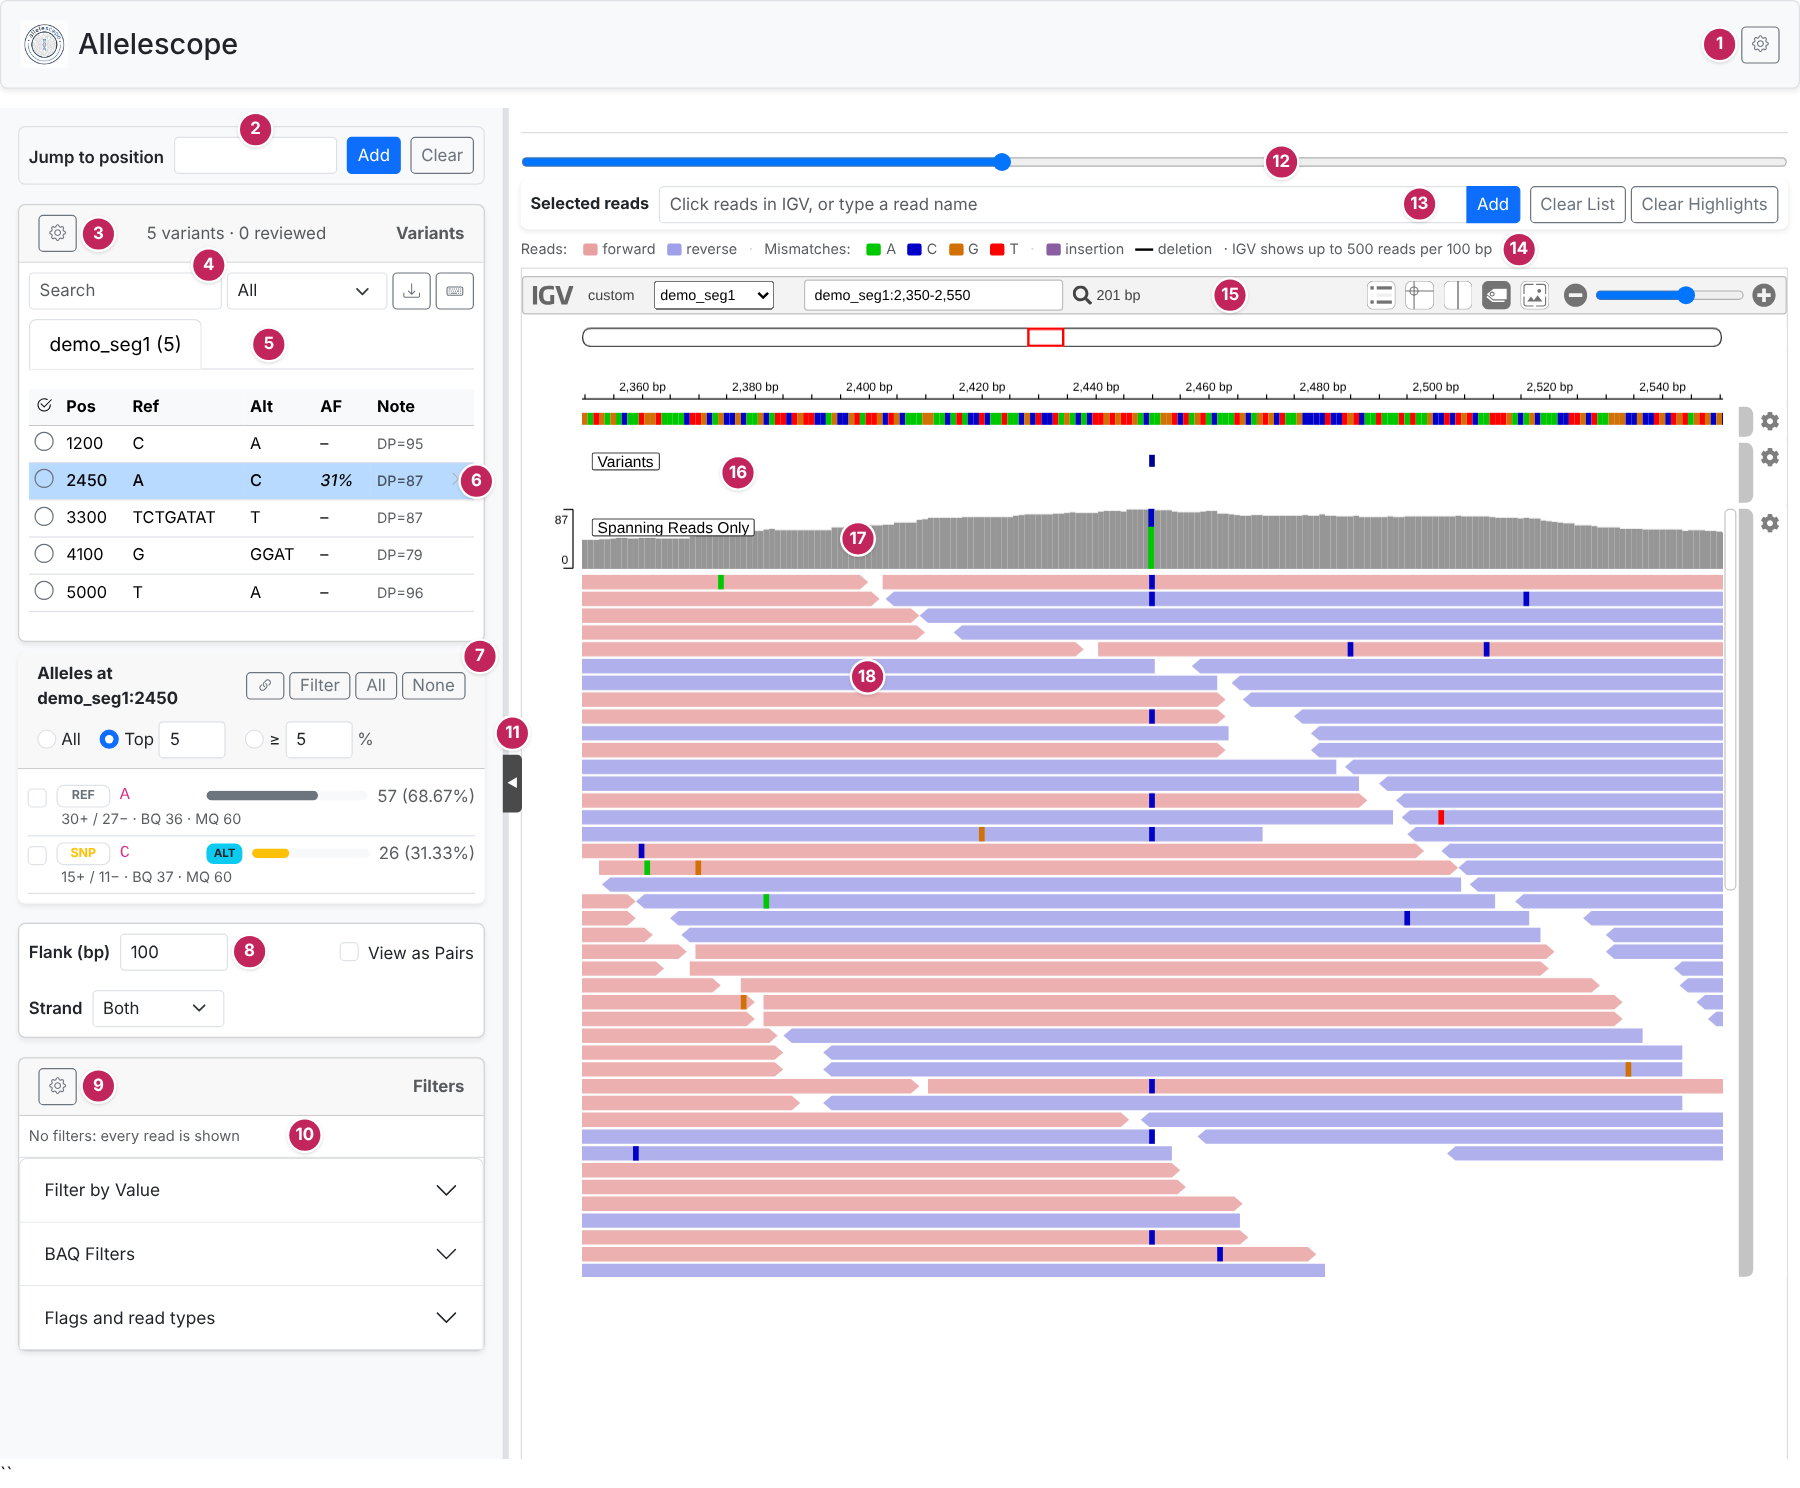 Allelescope
1
2
Jump to position
Add
Clear
3
5 variants · 0 reviewed
Variants
4
Search
All
demo_seg1 (5)
5
Pos Ref Alt AF Note
1200 C A – DP=95
2450 A C 31% DP=87
6
3300 TCTGATAT T – DP=87
4100 G GGAT – DP=79
5000 T A – DP=96
7
Alleles at
demo_seg1:2450
Filter
All
None
All
Top
5
≥
5
%
REF A 57 (68.67%)
30+ / 27− · BQ 36 · MQ 60
SNP C ALT 26 (31.33%)
15+ / 11− · BQ 37 · MQ 60
Flank (bp)
100
8
View as Pairs
Strand
Both
9
Filters
No filters: every read is shown
10
Filter by Value
BAQ Filters
Flags and read types
11
12
Selected reads
Click reads in IGV, or type a read name
13
Add
Clear List
Clear Highlights
Reads: forward reverse · Mismatches: A C G T · insertion deletion · IGV shows up to 500 reads per 100 bp
14
IGV custom demo_seg1 demo_seg1:2,350-2,550 201 bp
15
2,360 bp 2,380 bp 2,400 bp 2,420 bp 2,440 bp 2,460 bp 2,480 bp 2,500 bp 2,520 bp 2,540 bp
Variants
16
87
Spanning Reads Only
17
0
18
``